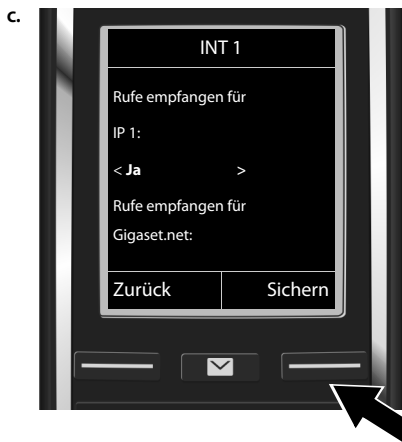 c.
INT 1
Rufe empfangen für
IP 1:
< Ja >
Rufe empfangen für
Gigaset.net:
Zurück Sichern